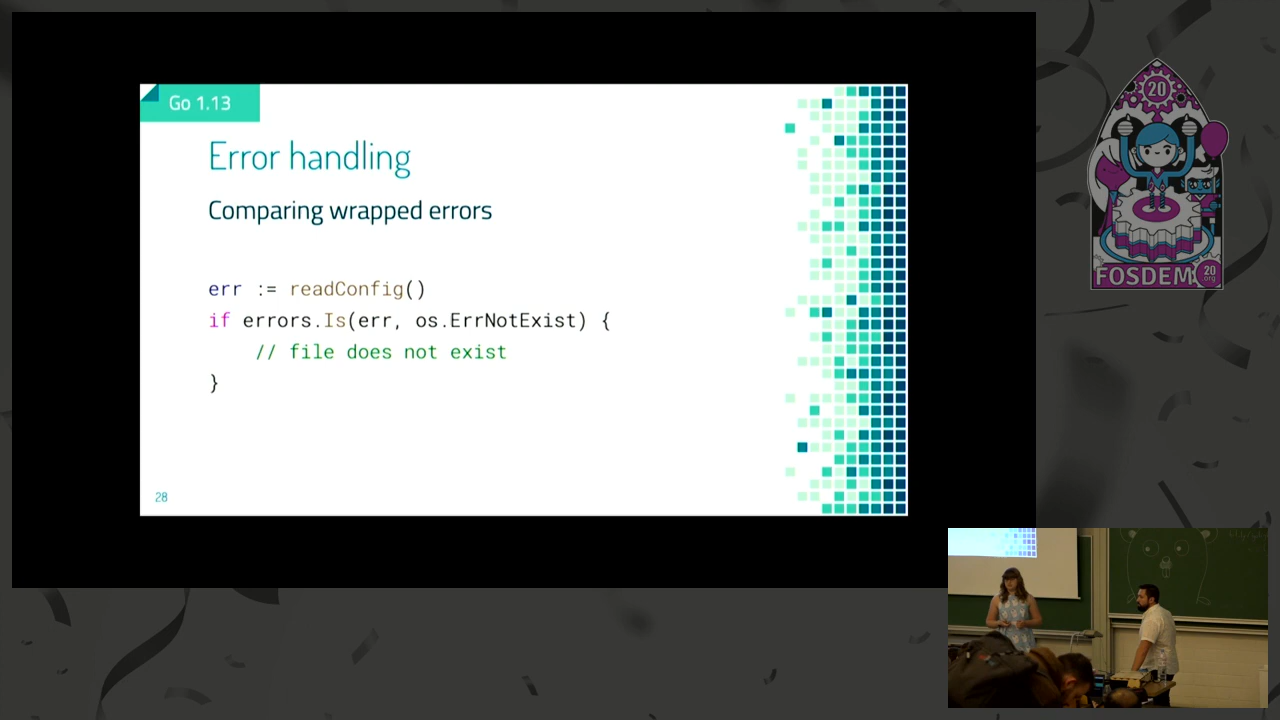 Go 1.13
Error handling
Comparing wrapped errors
err := readConfig()
if errors.Is(err, os.ErrNotExist) {
    // file does not exist
}
28
20
FOSDEM
20
.org